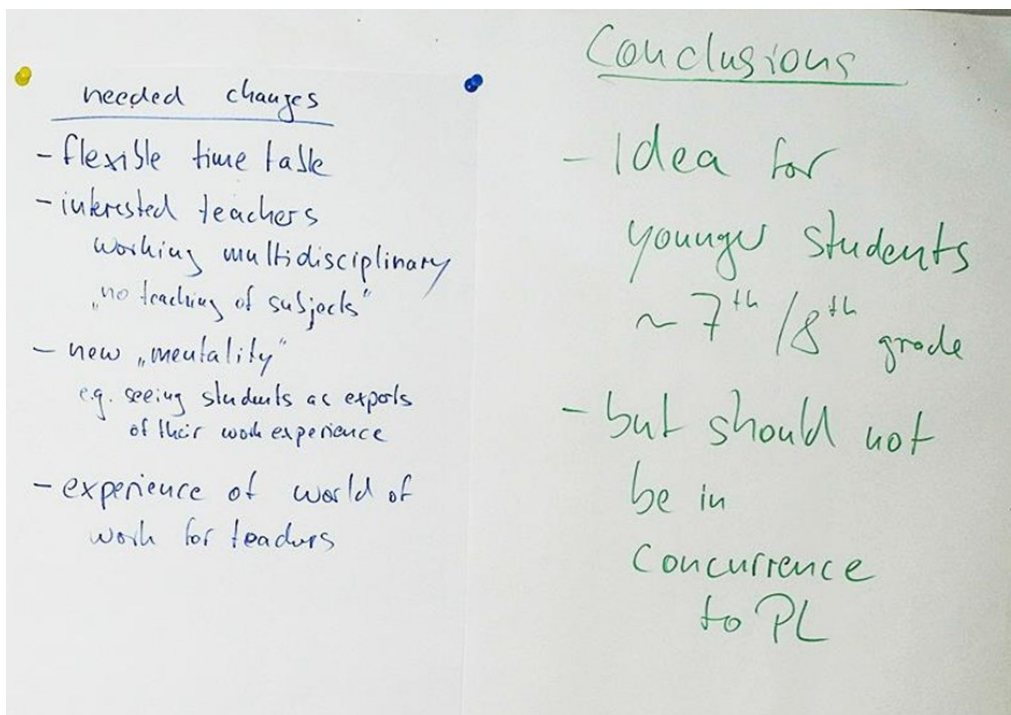 needed changes
- flexible time table
- interested teachers
working multidisciplinary
„no teaching of subjects"
- new „mentality"
e.g. seeing students as experts
of their work experience
- experience of world of
work for teachers
Conclusions
- Idea for
younger students
~ 7th / 8th grade
- but should not
be in
concurrence
to PL